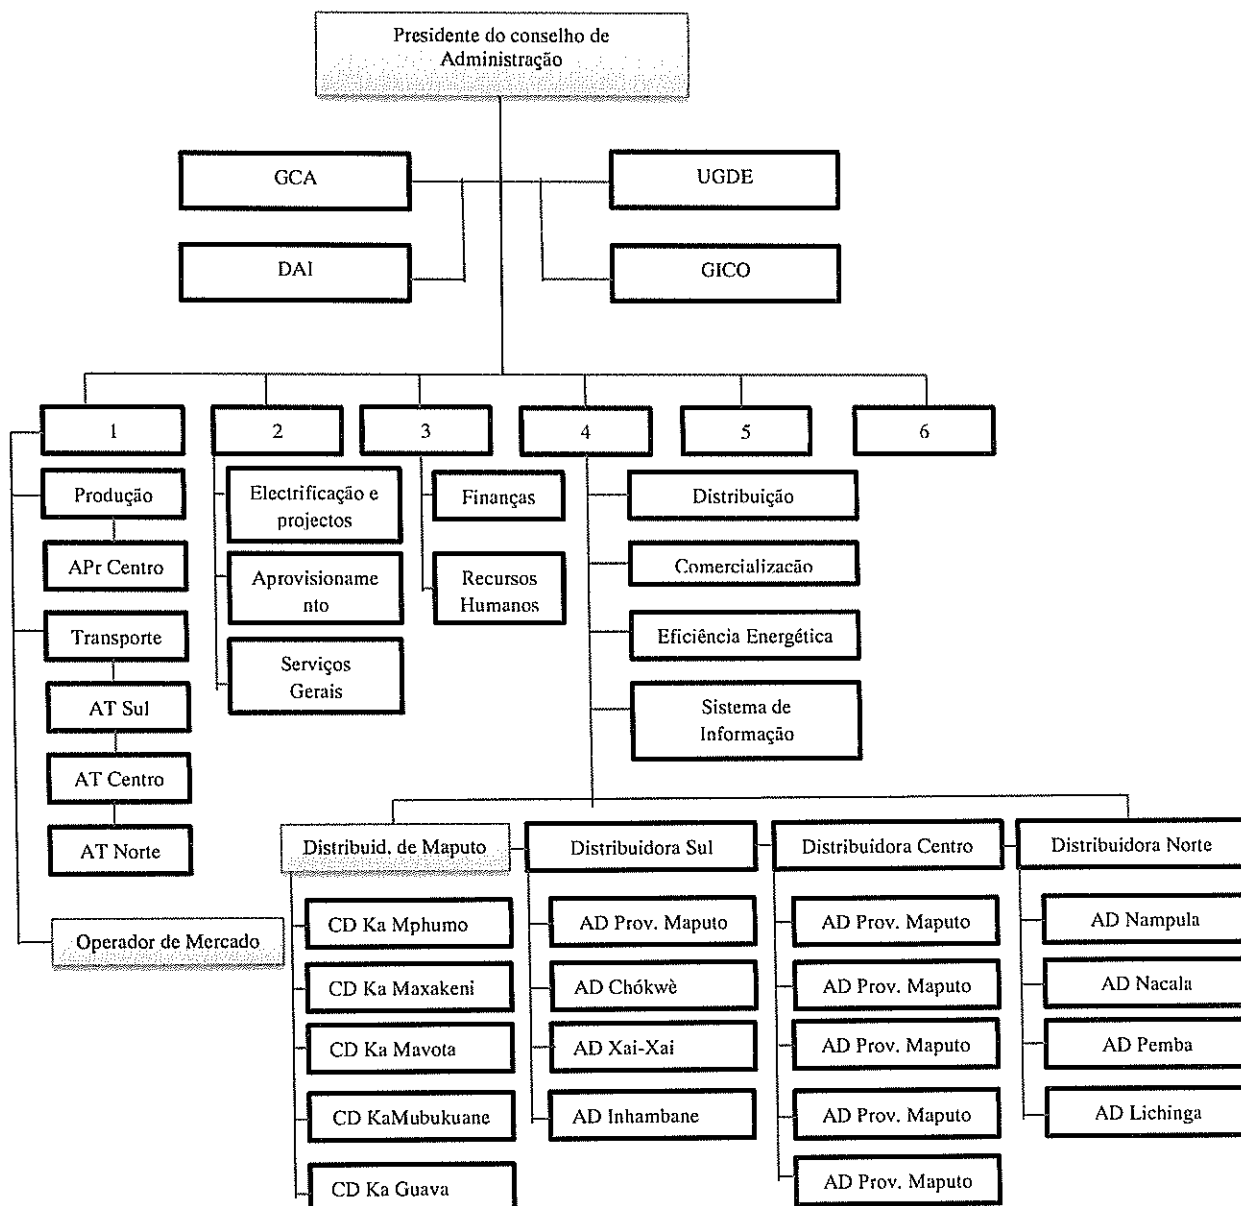 Presidente do conselho de
Administração
GCA
UGDE
DAI
GICO
1
2
3
4
5
6
Produção
APr Centro
Transporte
AT Sul
AT Centro
AT Norte
Operador de Mercado
Electrificação e
projectos
Aprovisioname
nto
Serviços
Gerais
Finanças
Recursos
Humanos
Distribuição
Comercialização
Eficiência Energética
Sistema de
Informação
Distribuid. de Maputo
Distribuidora Sul
Distribuidora Centro
Distribuidora Norte
CD Ka Mphumo
CD Ka Maxakeni
CD Ka Mavota
CD KaMubukuane
CD Ka Guava
AD Prov. Maputo
AD Chókwè
AD Xai-Xai
AD Inhambane
AD Prov. Maputo
AD Prov. Maputo
AD Prov. Maputo
AD Prov. Maputo
AD Prov. Maputo
AD Nampula
AD Nacala
AD Pemba
AD Lichinga